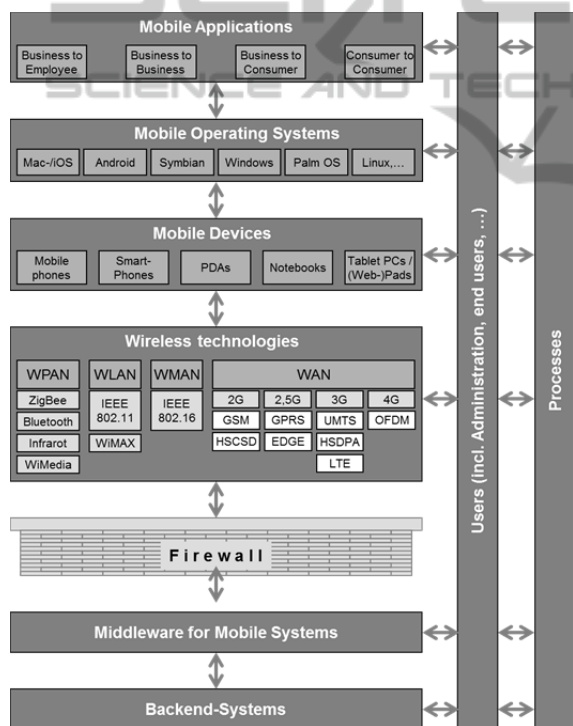 Mobile Applications
Business to
Employee
Business to
Business
Business to
Consumer
Consumer to
Consumer
SCIENCE AND TECH
Mobile Operating Systems
Mac-/iOS
Android
Symbian
Windows
Palm OS
Linux,...
Mobile Devices
Mobile
phones
Smart-
Phones
PDAs
Notebooks
Tablet PCs /
(Web-)Pads
Wireless technologies
WPAN
WLAN
WMAN
WAN
ZigBee
Bluetooth
Infrarot
WiMedia
IEEE
802.11
WiMAX
IEEE
802.16
2G
2,5G
3G
4G
GSM
GPRS
UMTS
OFDM
HSCSD
EDGE
HSDPA
LTE
Firewall
Middleware for Mobile Systems
Backend-Systems
Users (incl. Administration, end users, ...)
Processes